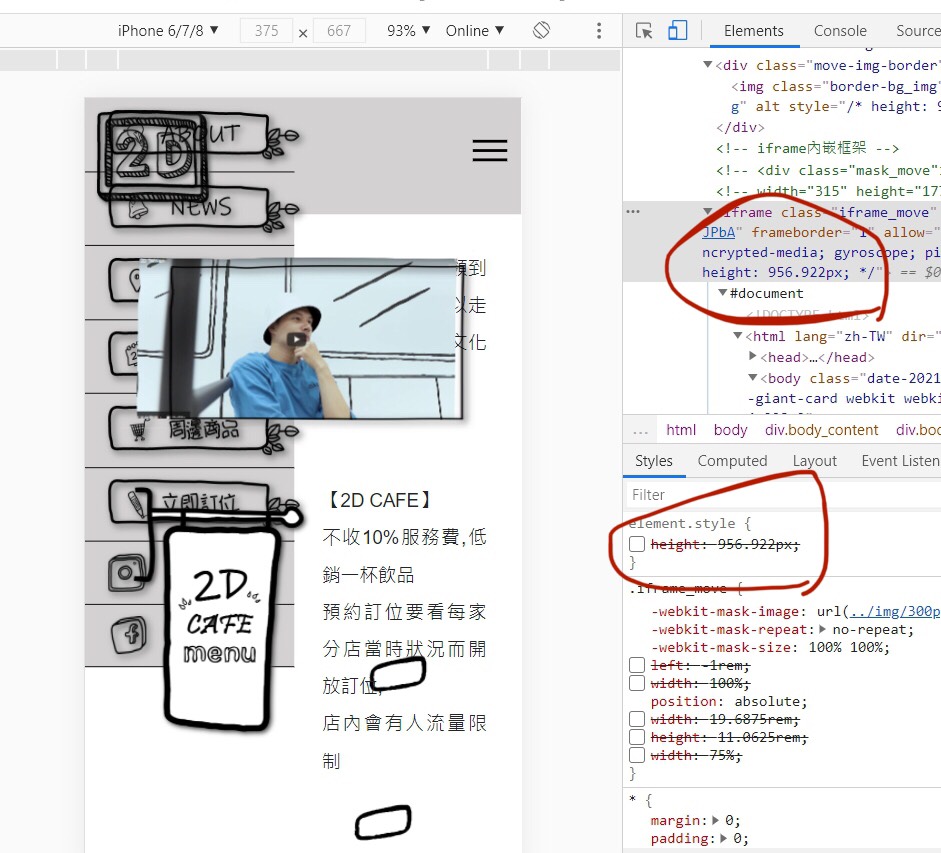 iPhone 6/7/8 ▼ 375 × 667 93% ▼ Online ▼
Elements Console Source
2D
ABOUT
NEWS
顏到
以走
文化
周邊商品
立即訂位
2D
CAFE
menu
【2D CAFE】
不收10%服務費,低
銷一杯飲品
預約訂位要看每家
分店當時狀況而開
放訂位,
店內會有人流量限
制
▼<div class="move-img-border"
<img class="border-bg_img"
g" alt style="/* height: 9
</div>
<!-- iframe內嵌框架 -->
<!-- <div class="mask_move"
<!-- width="315" height="17
iframe class="iframe_move"
JPbA" frameborder="1" allow="
ncrypted-media; gyroscope; pi
height: 956.922px; */"> == $0
▼#document
<!DOCTYPE html>
▼<html lang="zh-TW" dir="
▶<head>…</head>
▼<body class="date-2021
-giant-card webkit webki
... html body div.body_content div.bo
Styles Computed Layout Event Listen
Filter
element.style {
height: 956.922px;
}
.iframe_move {
-webkit-mask-image: url(../img/300p
-webkit-mask-repeat:▶ no-repeat;
-webkit-mask-size: 100% 100%;
left: -1rem;
width: 100%;
position: absolute;
width: 19.6875rem;
height: 11.0625rem;
width: 75%;
}
* {
margin:▶ 0;
padding:▶ 0;